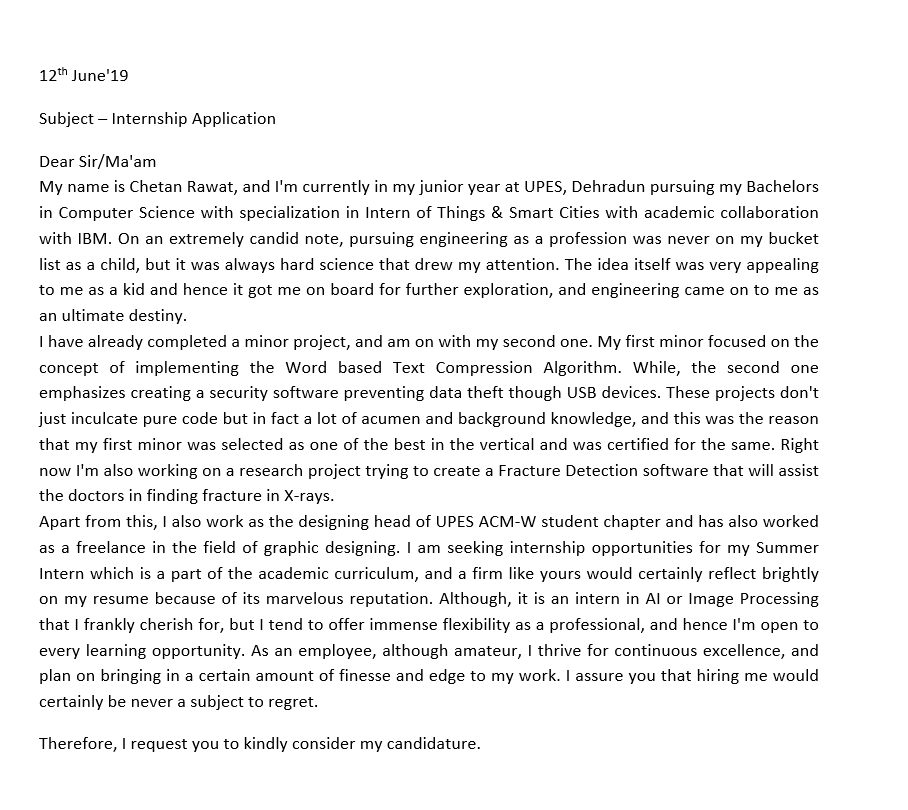 12th June'19
Subject – Internship Application
Dear Sir/Ma'am
My name is Chetan Rawat, and I'm currently in my junior year at UPES, Dehradun pursuing my Bachelors
in Computer Science with specialization in Intern of Things & Smart Cities with academic collaboration
with IBM. On an extremely candid note, pursuing engineering as a profession was never on my bucket
list as a child, but it was always hard science that drew my attention. The idea itself was very appealing
to me as a kid and hence it got me on board for further exploration, and engineering came on to me as
an ultimate destiny.
I have already completed a minor project, and am on with my second one. My first minor focused on the
concept of implementing the Word based Text Compression Algorithm. While, the second one
emphasizes creating a security software preventing data theft though USB devices. These projects don't
just inculcate pure code but in fact a lot of acumen and background knowledge, and this was the reason
that my first minor was selected as one of the best in the vertical and was certified for the same. Right
now I'm also working on a research project trying to create a Fracture Detection software that will assist
the doctors in finding fracture in X-rays.
Apart from this, I also work as the designing head of UPES ACM-W student chapter and has also worked
as a freelance in the field of graphic designing. I am seeking internship opportunities for my Summer
Intern which is a part of the academic curriculum, and a firm like yours would certainly reflect brightly
on my resume because of its marvelous reputation. Although, it is an intern in AI or Image Processing
that I frankly cherish for, but I tend to offer immense flexibility as a professional, and hence I'm open to
every learning opportunity. As an employee, although amateur, I thrive for continuous excellence, and
plan on bringing in a certain amount of finesse and edge to my work. I assure you that hiring me would
certainly be never a subject to regret.
Therefore, I request you to kindly consider my candidature.